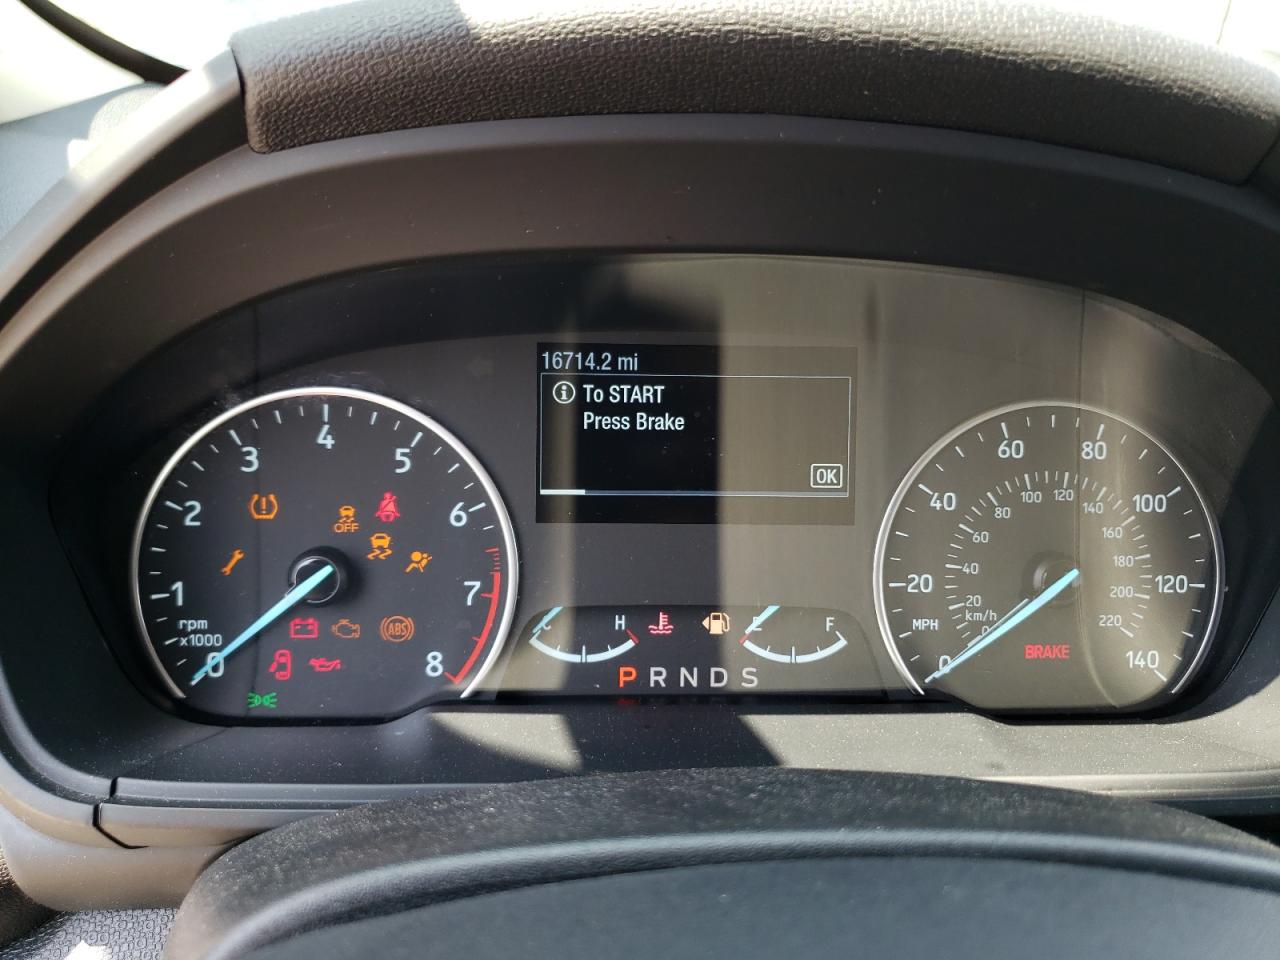 16714.2 mi
To START
Press Brake
OK
0 1 2 3 4 5 6 7 8
rpm
x1000
OFF
ABS
C H
E F
P R N D S
0 20 40 60 80 100 120 140
MPH
0 20 40 60 80 100 120 140 160 180 200 220
km/h
BRAKE